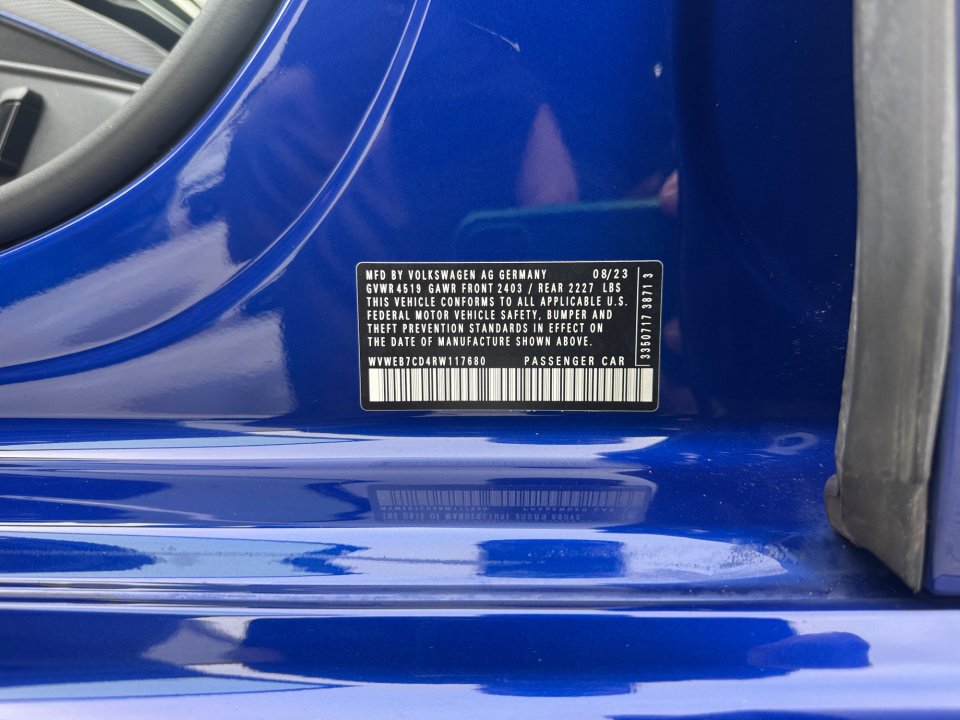 MFD BY VOLKSWAGEN AG GERMANY 08/23
GVWR 4519 GAWR FRONT 2403 / REAR 2227 LBS
THIS VEHICLE CONFORMS TO ALL APPLICABLE U.S.
FEDERAL MOTOR VEHICLE SAFETY, BUMPER AND
THEFT PREVENTION STANDARDS IN EFFECT ON
THE DATE OF MANUFACTURE SHOWN ABOVE.
WVWEB7CD4RW117680 PASSENGER CAR
3350717 3871 3